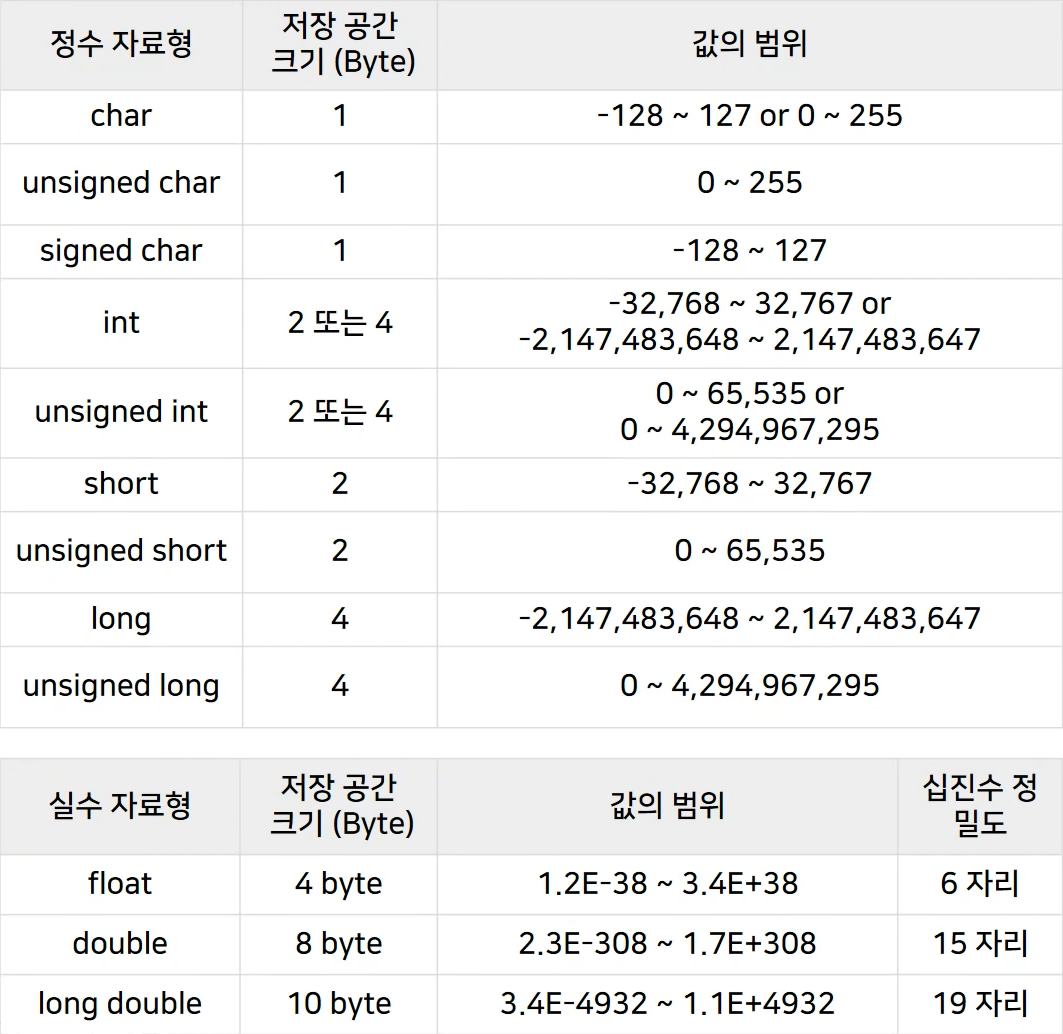 정수 자료형 저장 공간 크기 (Byte) 값의 범위
char 1 -128 ~ 127 or 0 ~ 255
unsigned char 1 0 ~ 255
signed char 1 -128 ~ 127
int 2 또는 4 -32,768 ~ 32,767 or
-2,147,483,648 ~ 2,147,483,647
unsigned int 2 또는 4 0 ~ 65,535 or
0 ~ 4,294,967,295
short 2 -32,768 ~ 32,767
unsigned short 2 0 ~ 65,535
long 4 -2,147,483,648 ~ 2,147,483,647
unsigned long 4 0 ~ 4,294,967,295
실수 자료형 저장 공간 크기 (Byte) 값의 범위 십진수 정밀도
float 4 byte 1.2E-38 ~ 3.4E+38 6 자리
double 8 byte 2.3E-308 ~ 1.7E+308 15 자리
long double 10 byte 3.4E-4932 ~ 1.1E+4932 19 자리